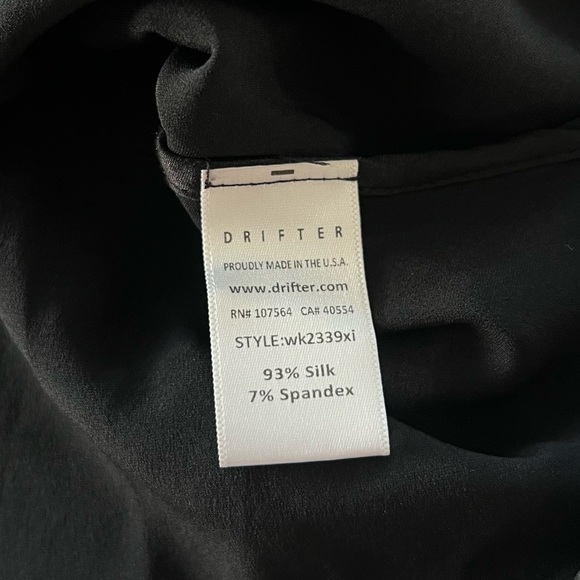 DRIFTER
PROUDLY MADE IN THE U.S.A.
www.drifter.com
RN# 107564 CA# 40554
STYLE:wk2339xi
93% Silk
7% Spandex